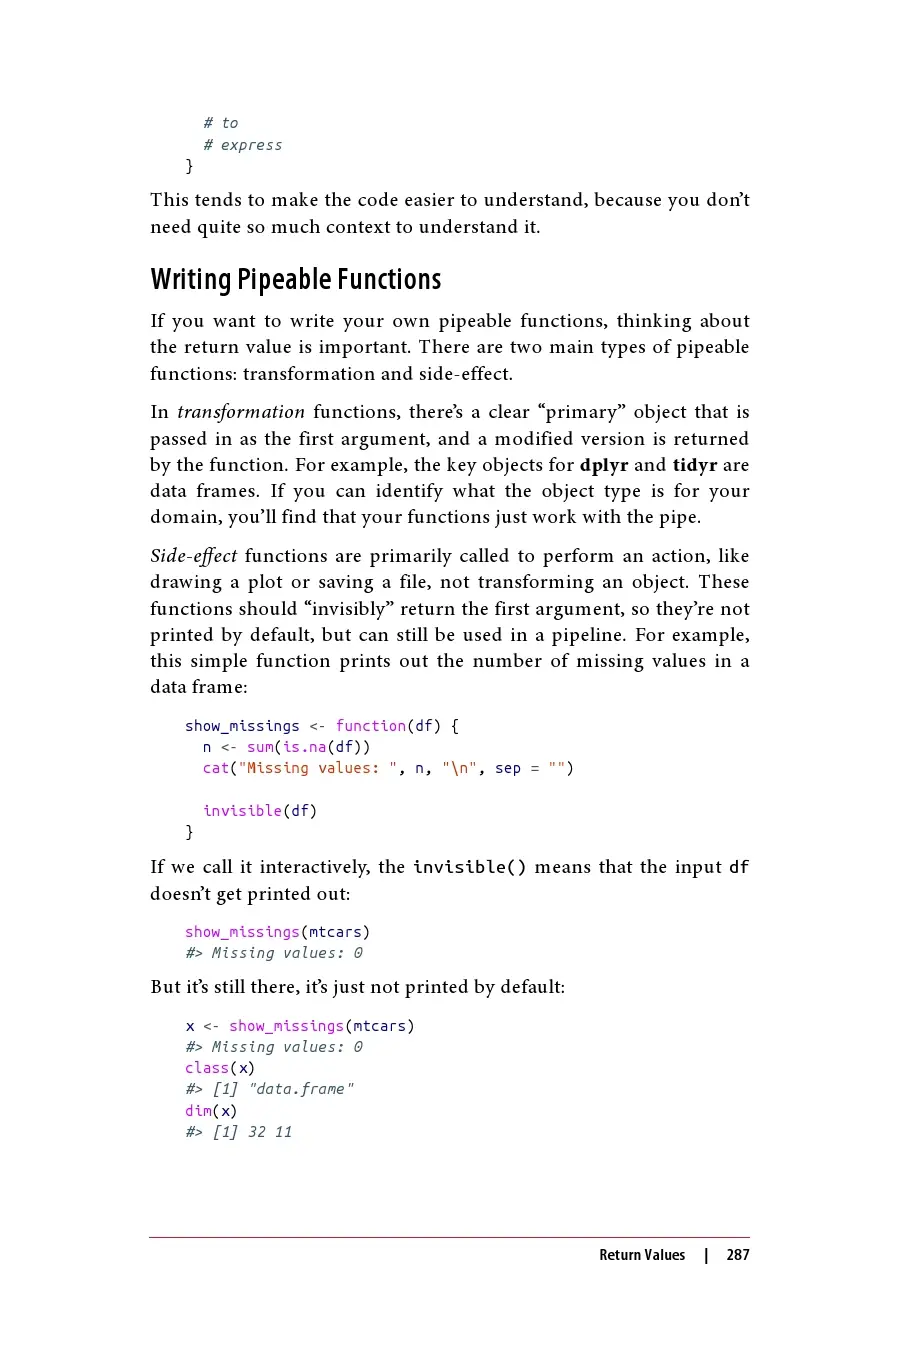 # to
# express
}
This tends to make the code easier to understand, because you don’t
need quite so much context to understand it.
Writing Pipeable Functions
If you want to write your own pipeable functions, thinking about
the return value is important. There are two main types of pipeable
functions: transformation and side-effect.
In transformation functions, there’s a clear “primary” object that is
passed in as the first argument, and a modified version is returned
by the function. For example, the key objects for dplyr and tidyr are
data frames. If you can identify what the object type is for your
domain, you’ll find that your functions just work with the pipe.
Side-effect functions are primarily called to perform an action, like
drawing a plot or saving a file, not transforming an object. These
functions should “invisibly” return the first argument, so they’re not
printed by default, but can still be used in a pipeline. For example,
this simple function prints out the number of missing values in a
data frame:
show_missings <- function(df) {
  n <- sum(is.na(df))
  cat("Missing values: ", n, "\n", sep = "")
  invisible(df)
}
If we call it interactively, the invisible() means that the input df
doesn’t get printed out:
show_missings(mtcars)
#> Missing values: 0
But it’s still there, it’s just not printed by default:
x <- show_missings(mtcars)
#> Missing values: 0
class(x)
#> [1] "data.frame"
dim(x)
#> [1] 32 11
Return Values | 287